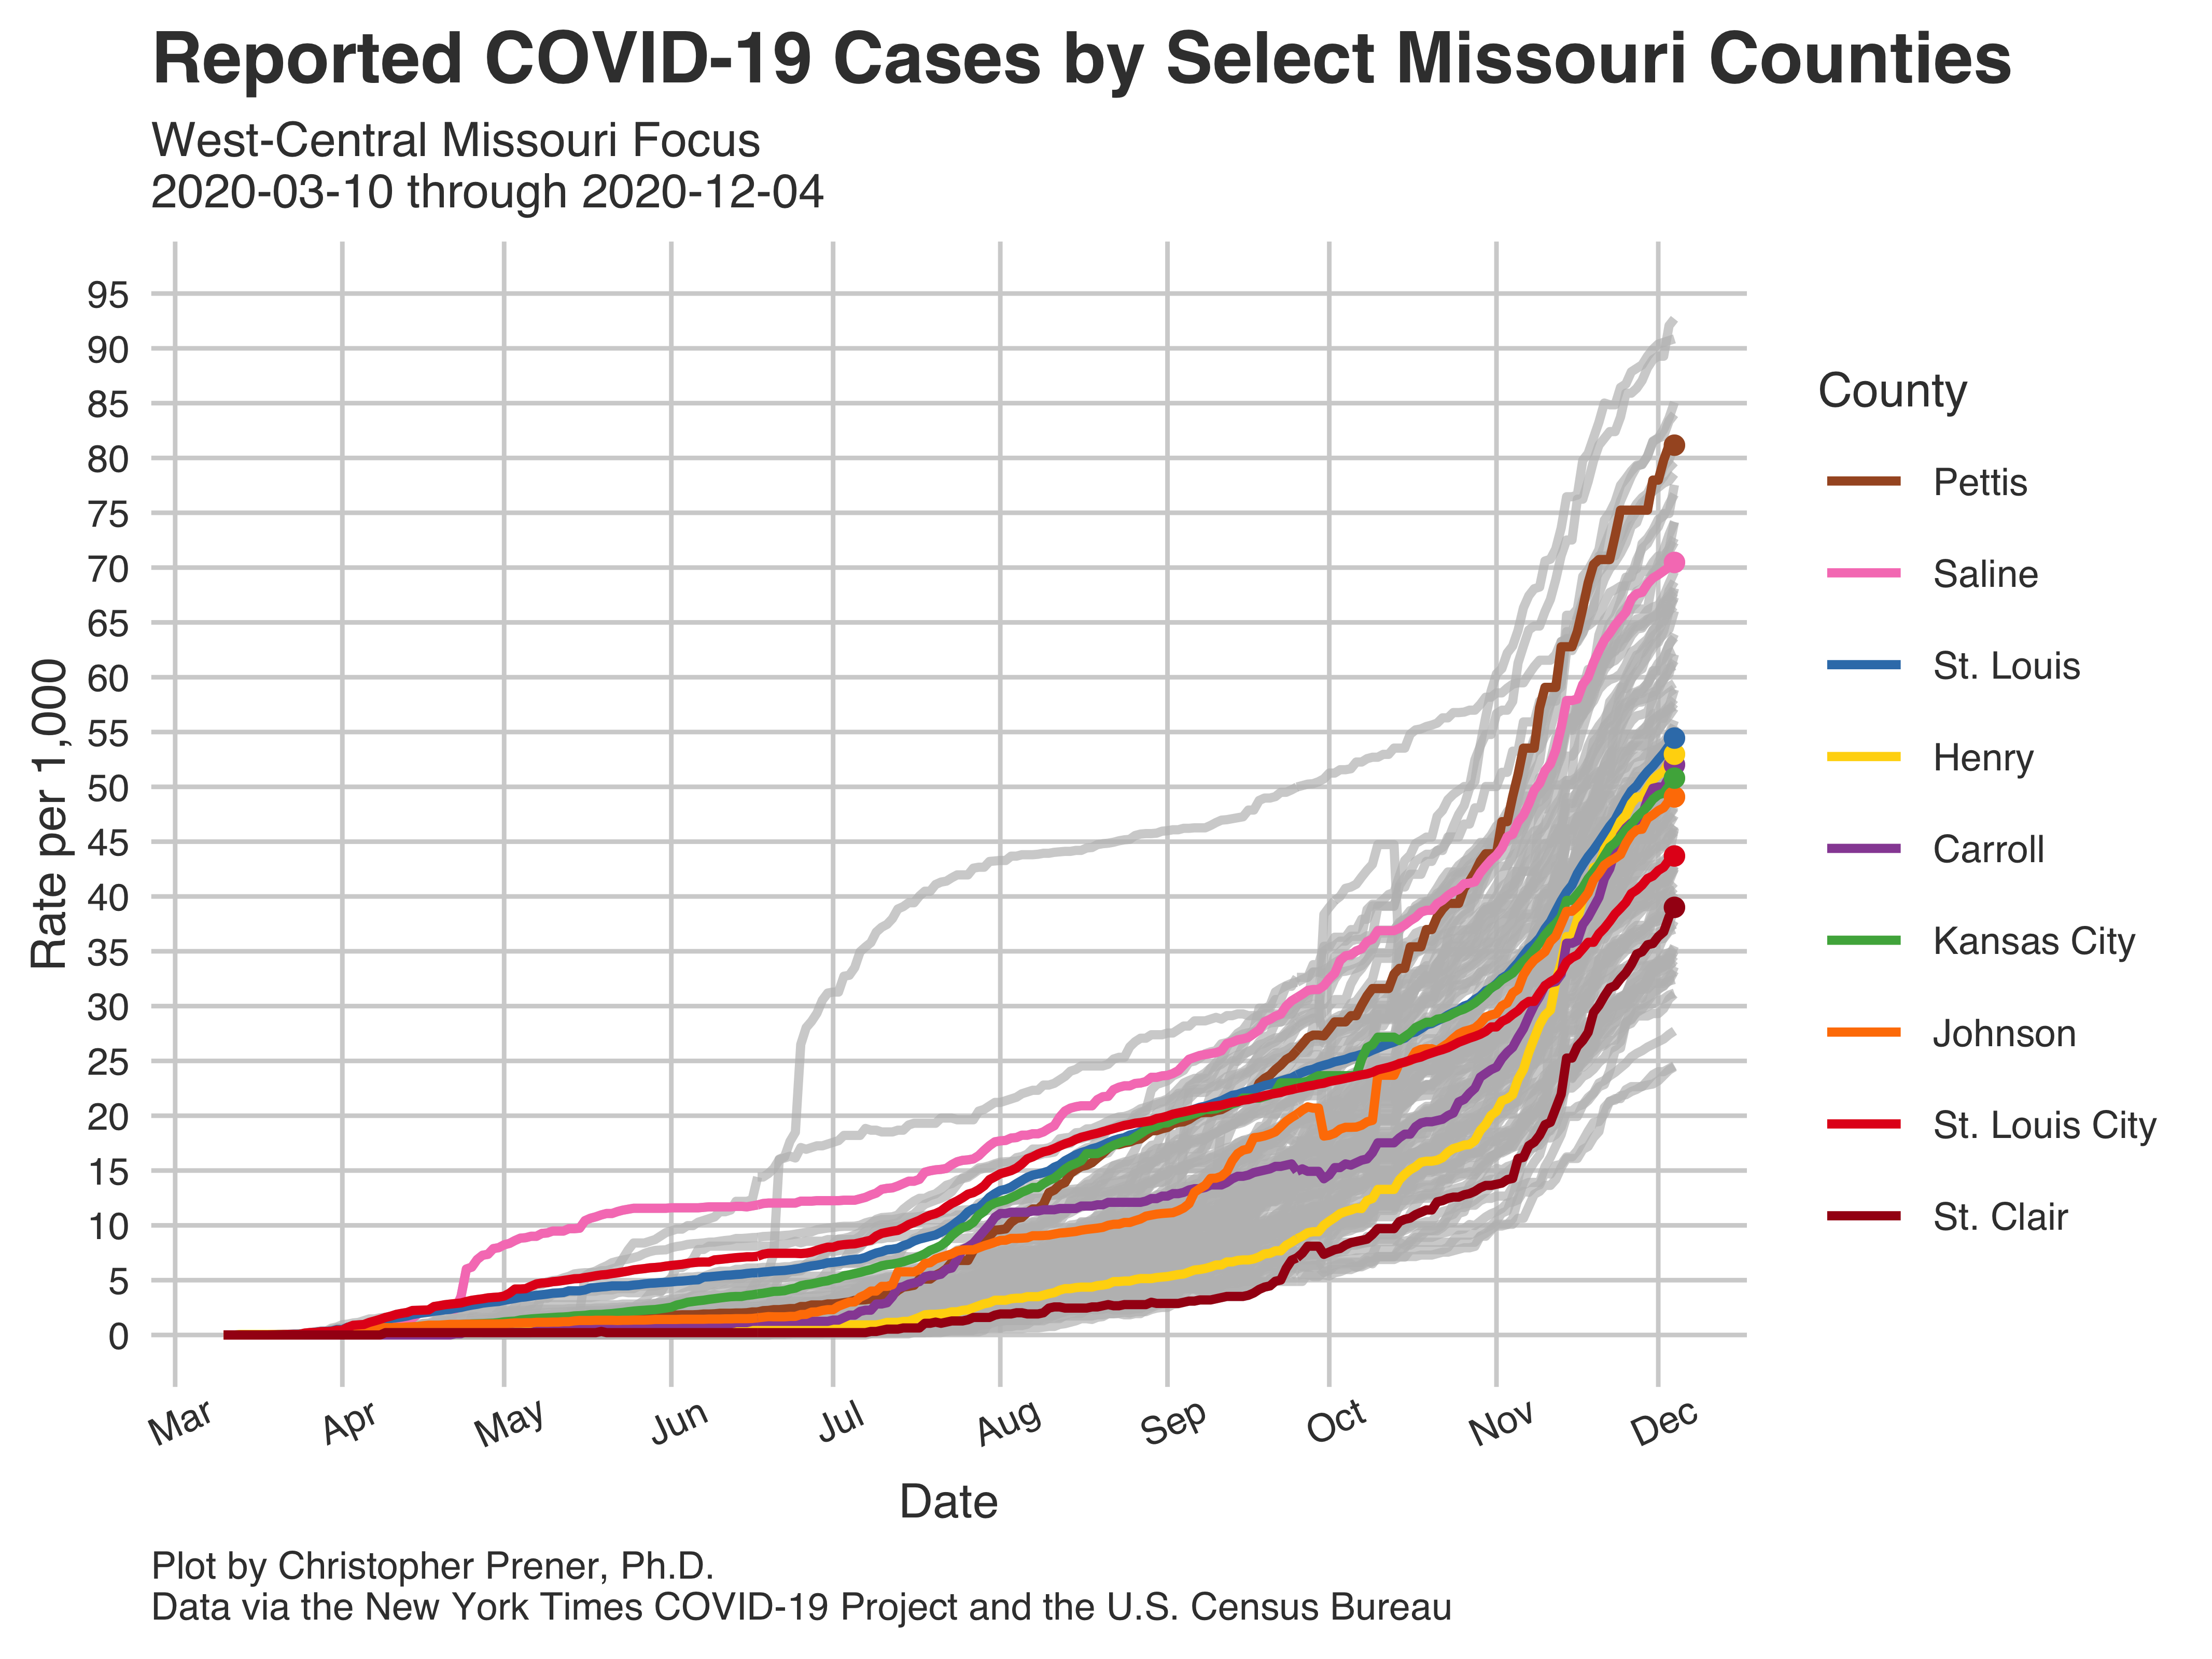 Reported COVID-19 Cases by Select Missouri Counties
West-Central Missouri Focus
2020-03-10 through 2020-12-04
95
90
85
80
75
70
65
60
55
50
45
40
35
30
25
20
15
10
5
0
Rate per 1,000
Mar
Apr
May
Jun
Jul
Aug
Sep
Oct
Nov
Dec
Date
County
Pettis
Saline
St. Louis
Henry
Carroll
Kansas City
Johnson
St. Louis City
St. Clair
Plot by Christopher Prener, Ph.D.
Data via the New York Times COVID-19 Project and the U.S. Census Bureau